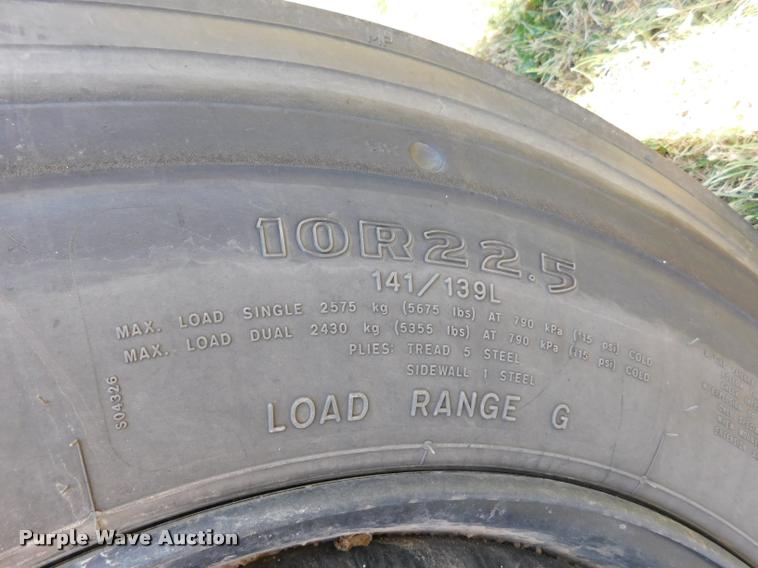 10R22.5
141/139L
MAX. LOAD SINGLE 2575 kg (5675 lbs) AT 790 kPa (115 psi) COLD
MAX. LOAD DUAL 2430 kg (5355 lbs) AT 790 kPa (115 psi) COLD
PLIES: TREAD 5 STEEL
SIDEWALL 1 STEEL
S04326
LOAD RANGE G
Purple Wave Auction